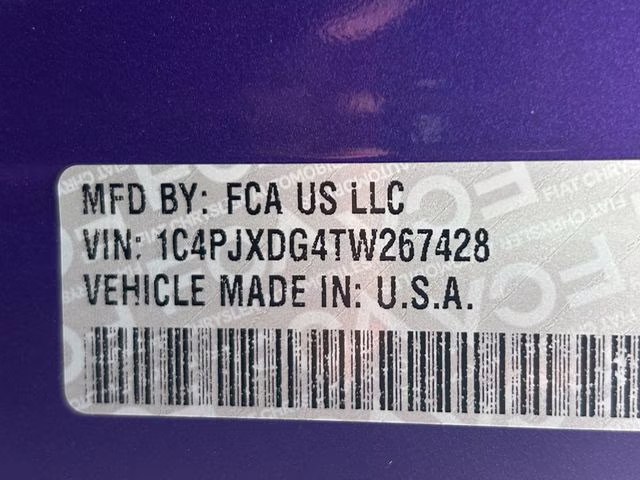 MFD BY: FCA US LLC
VIN: 1C4PJXDG4TW267428
VEHICLE MADE IN: U.S.A.